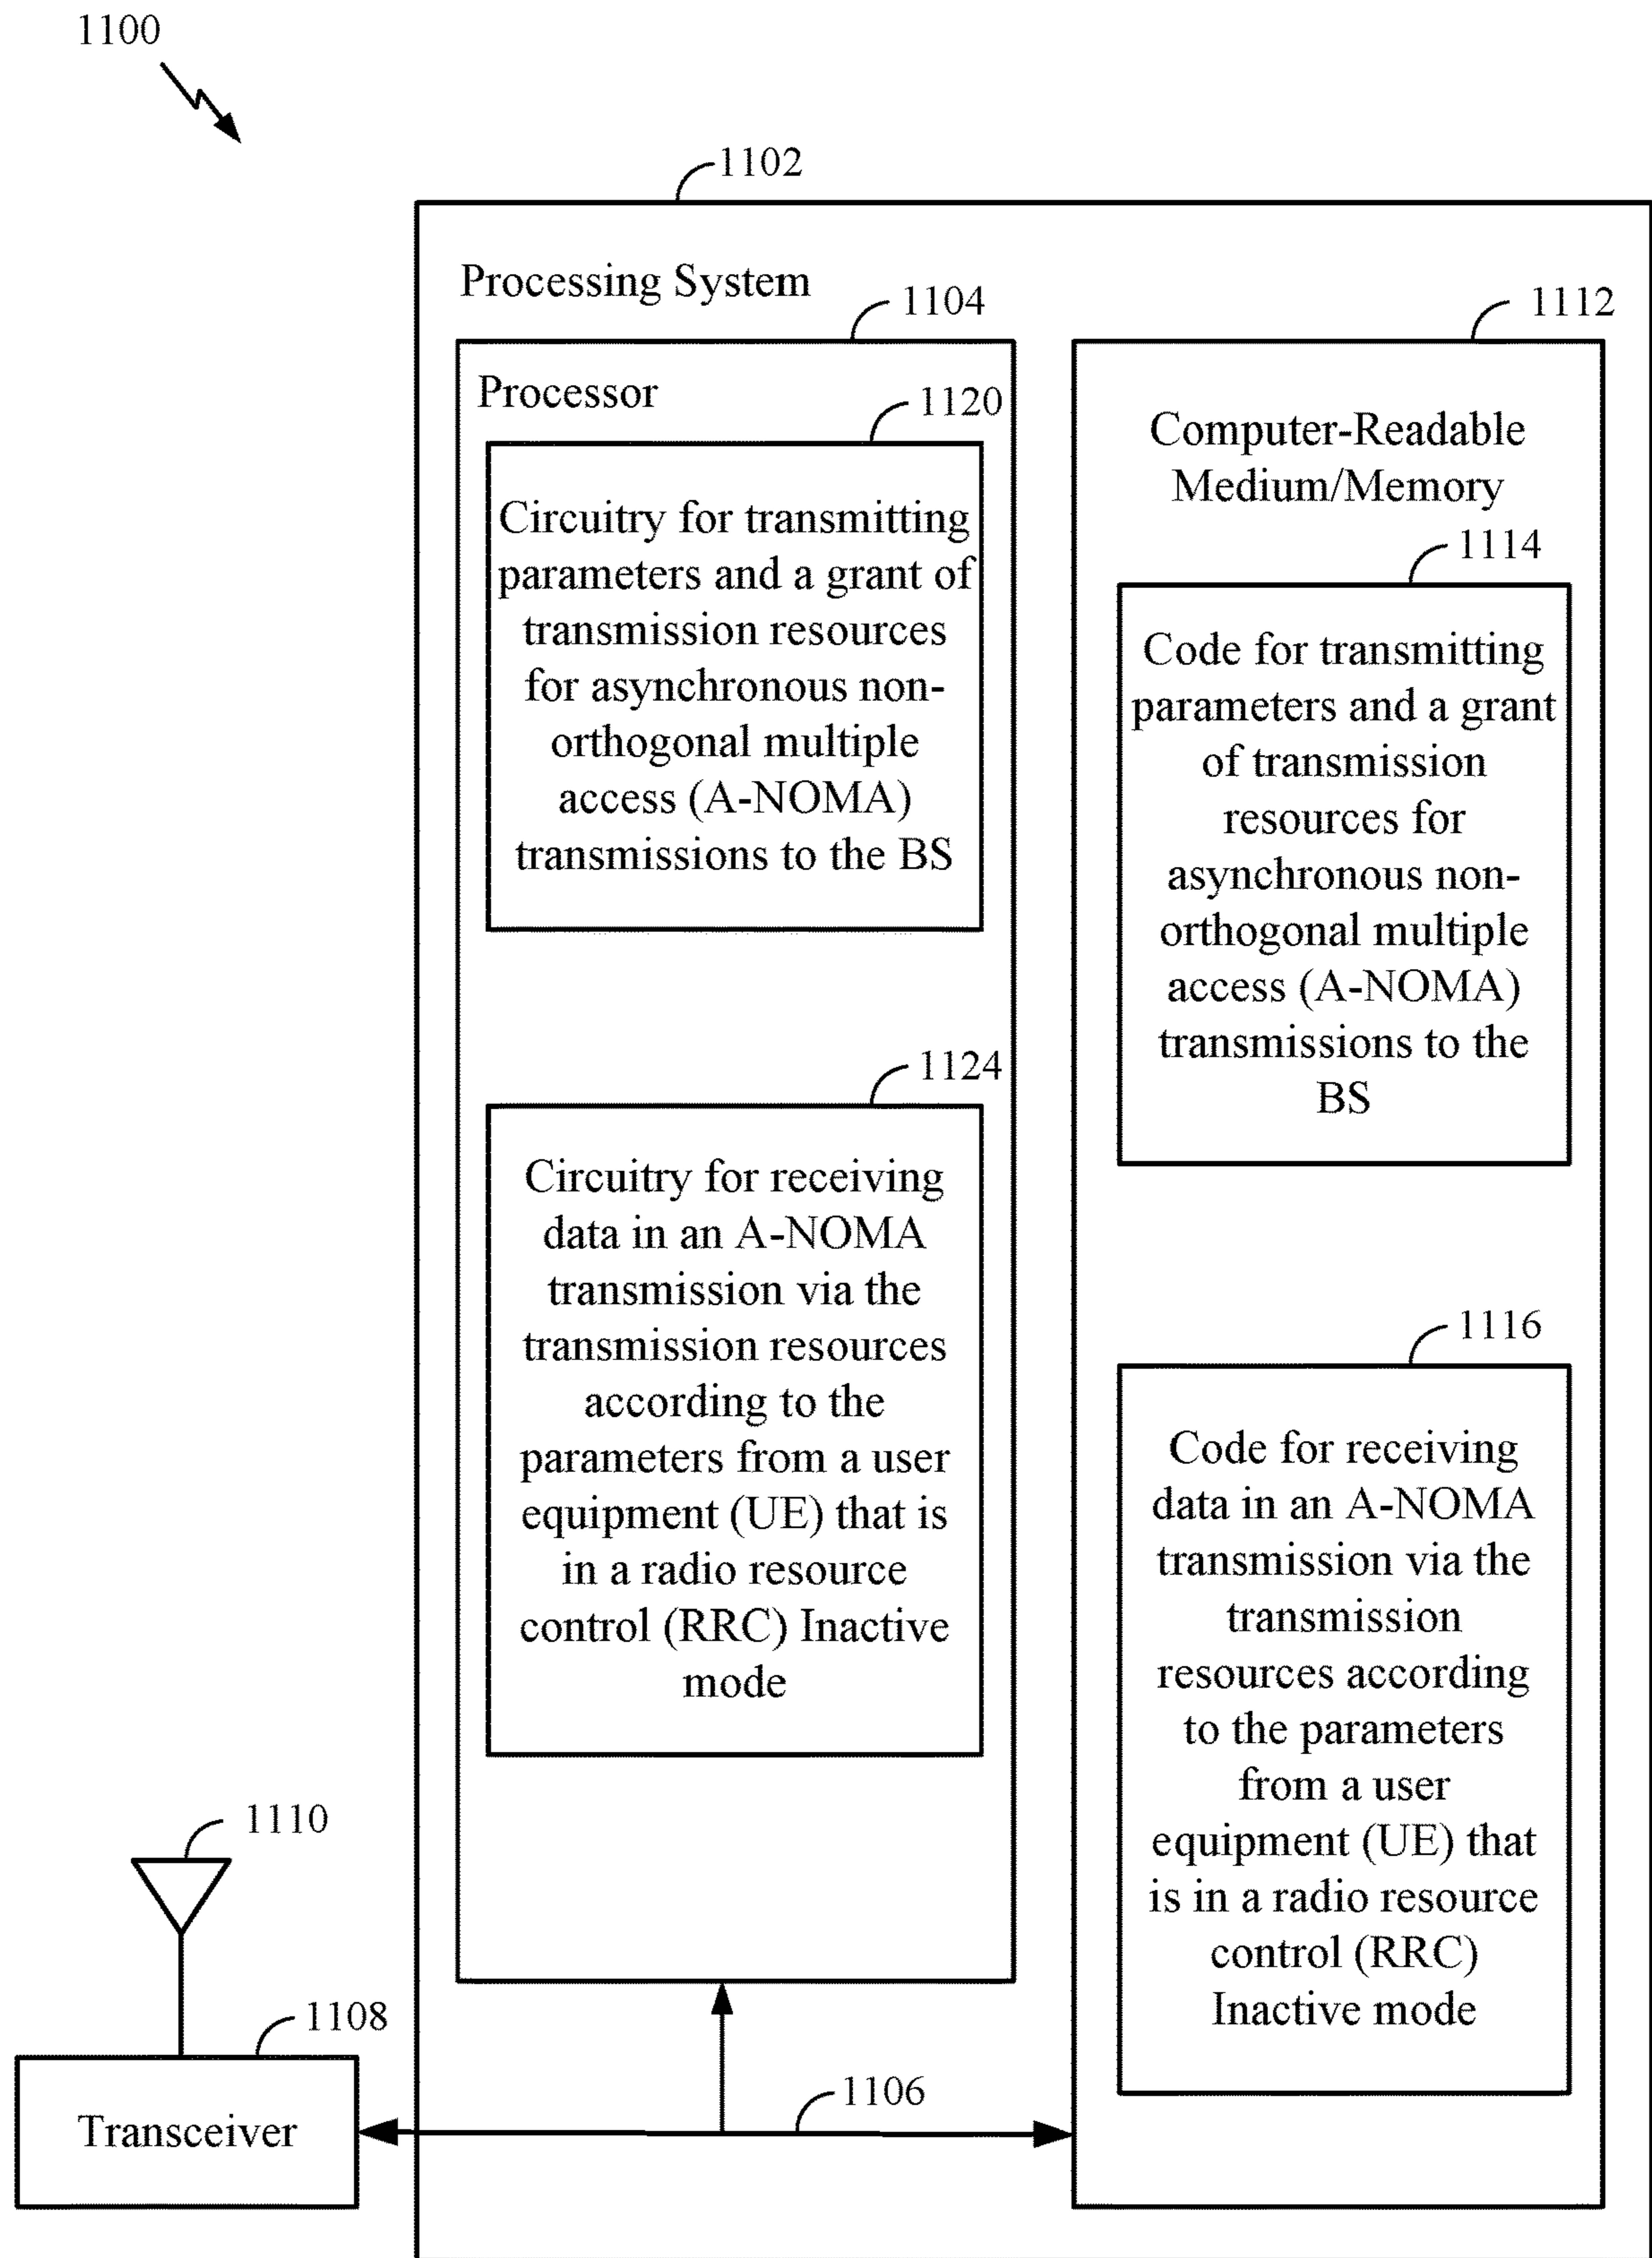 1100
1102
Processing System
1104
Processor
1120
Circuitry for transmitting
parameters and a grant of
transmission resources
for asynchronous non-
orthogonal multiple
access (A-NOMA)
transmissions to the BS
1124
Circuitry for receiving
data in an A-NOMA
transmission via the
transmission resources
according to the
parameters from a user
equipment (UE) that is
in a radio resource
control (RRC) Inactive
mode
1112
Computer-Readable
Medium/Memory
1114
Code for transmitting
parameters and a grant
of transmission
resources for
asynchronous non-
orthogonal multiple
access (A-NOMA)
transmissions to the
BS
1116
Code for receiving
data in an A-NOMA
transmission via the
transmission
resources according
to the parameters
from a user
equipment (UE) that
is in a radio resource
control (RRC)
Inactive mode
1110
1108
Transceiver
1106